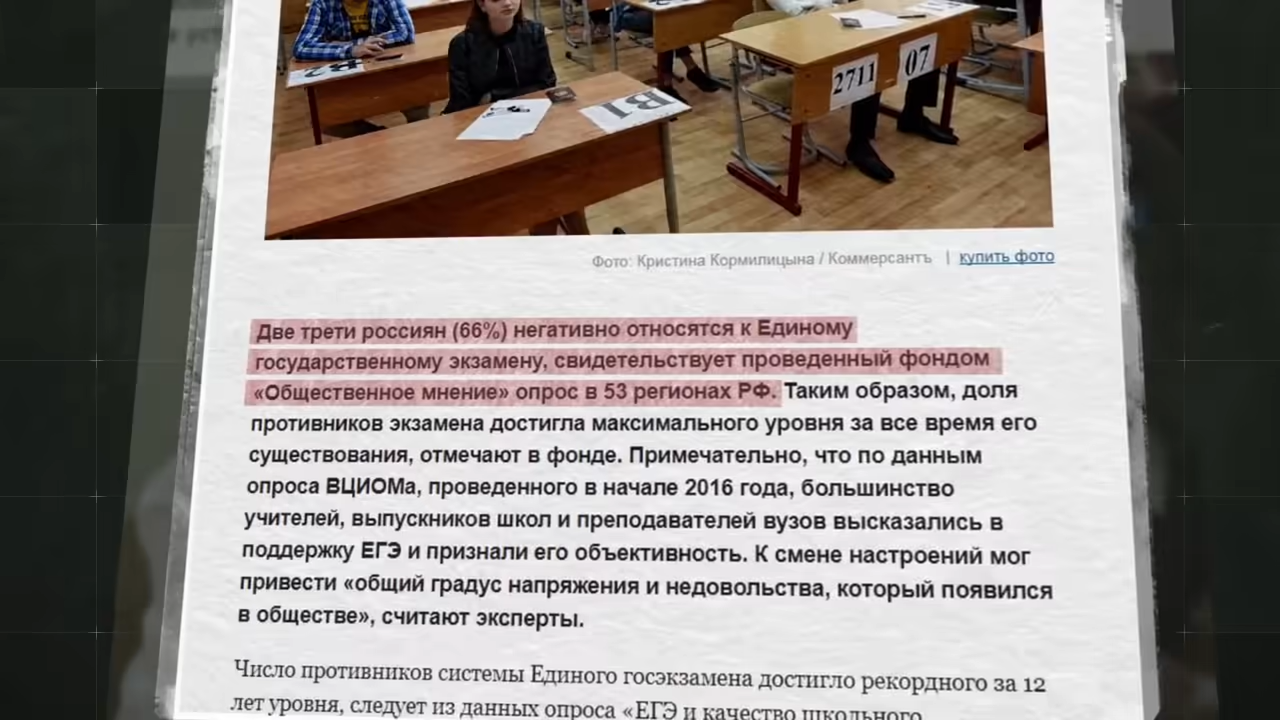 B2
2711
07
B1
Фото: Кристина Кормилицына / Коммерсантъ | купить фото
Две трети россиян (66%) негативно относятся к Единому
государственному экзамену, свидетельствует проведенный фондом
«Общественное мнение» опрос в 53 регионах РФ. Таким образом, доля
противников экзамена достигла максимального уровня за все время его
существования, отмечают в фонде. Примечательно, что по данным
опроса ВЦИОМа, проведенного в начале 2016 года, большинство
учителей, выпускников школ и преподавателей вузов высказались в
поддержку ЕГЭ и признали его объективность. К смене настроений мог
привести «общий градус напряжения и недовольства, который появился
в обществе», считают эксперты.
Число противников системы Единого госэкзамена достигло рекордного за 12
лет уровня, следует из данных опроса «ЕГЭ и качество школьного